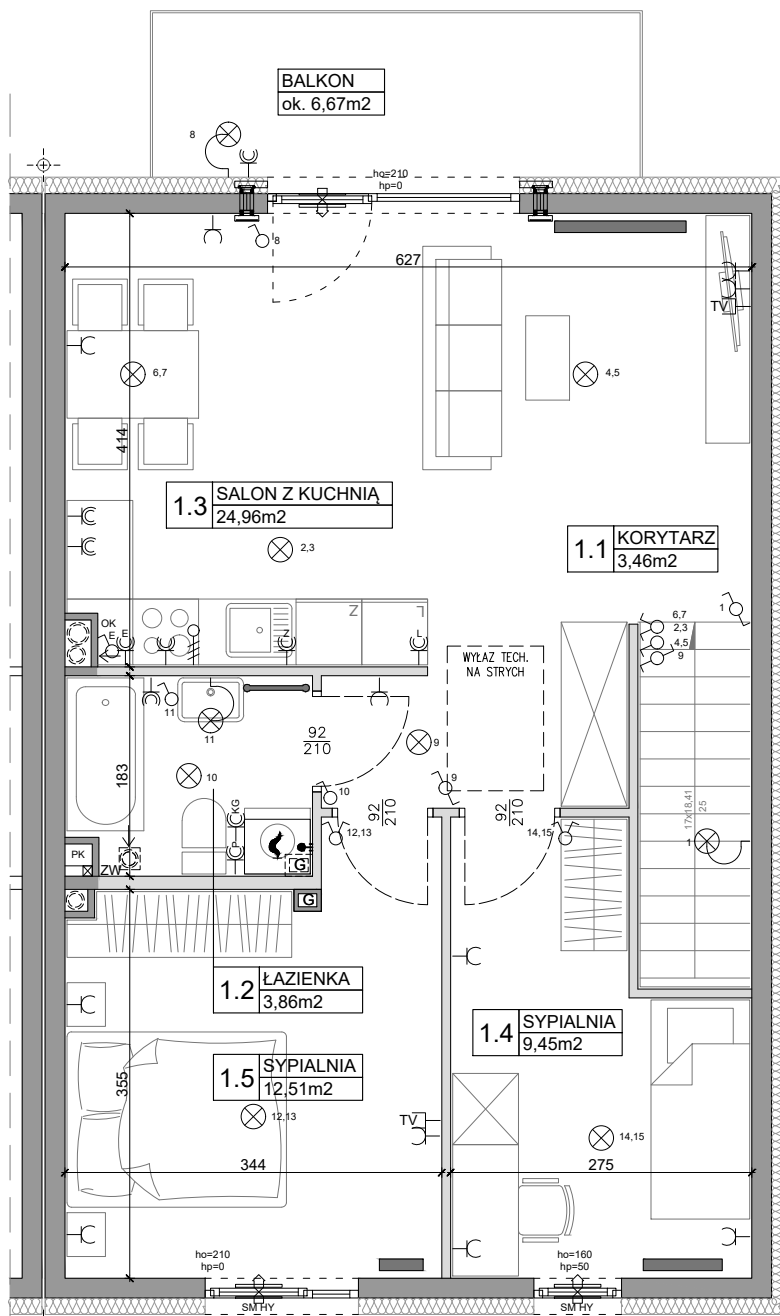 BALKON
ok. 6,67m2
8
ho=210
hp=0
8
627
TV
6,7
4,5
414
1.3 SALON Z KUCHNIĄ
24,96m2
2,3
1.1 KORYTARZ
3,46m2
1
6,7
2,3
4,5
9
OK
E
E
Z
Z
L
WYŁAZ TECH.
NA STRYCH
11
11
92
210
9
183
10
10
9
92
210
92
210
17x18,41
25
KG
P
12,13
14,15
1
PK
ZW
G
G
1.2 ŁAZIENKA
3,86m2
1.4 SYPIALNIA
9,45m2
1.5 SYPIALNIA
12,51m2
355
12,13
TV
14,15
344
275
ho=210
hp=0
ho=160
hp=50
SM HY
SM HY